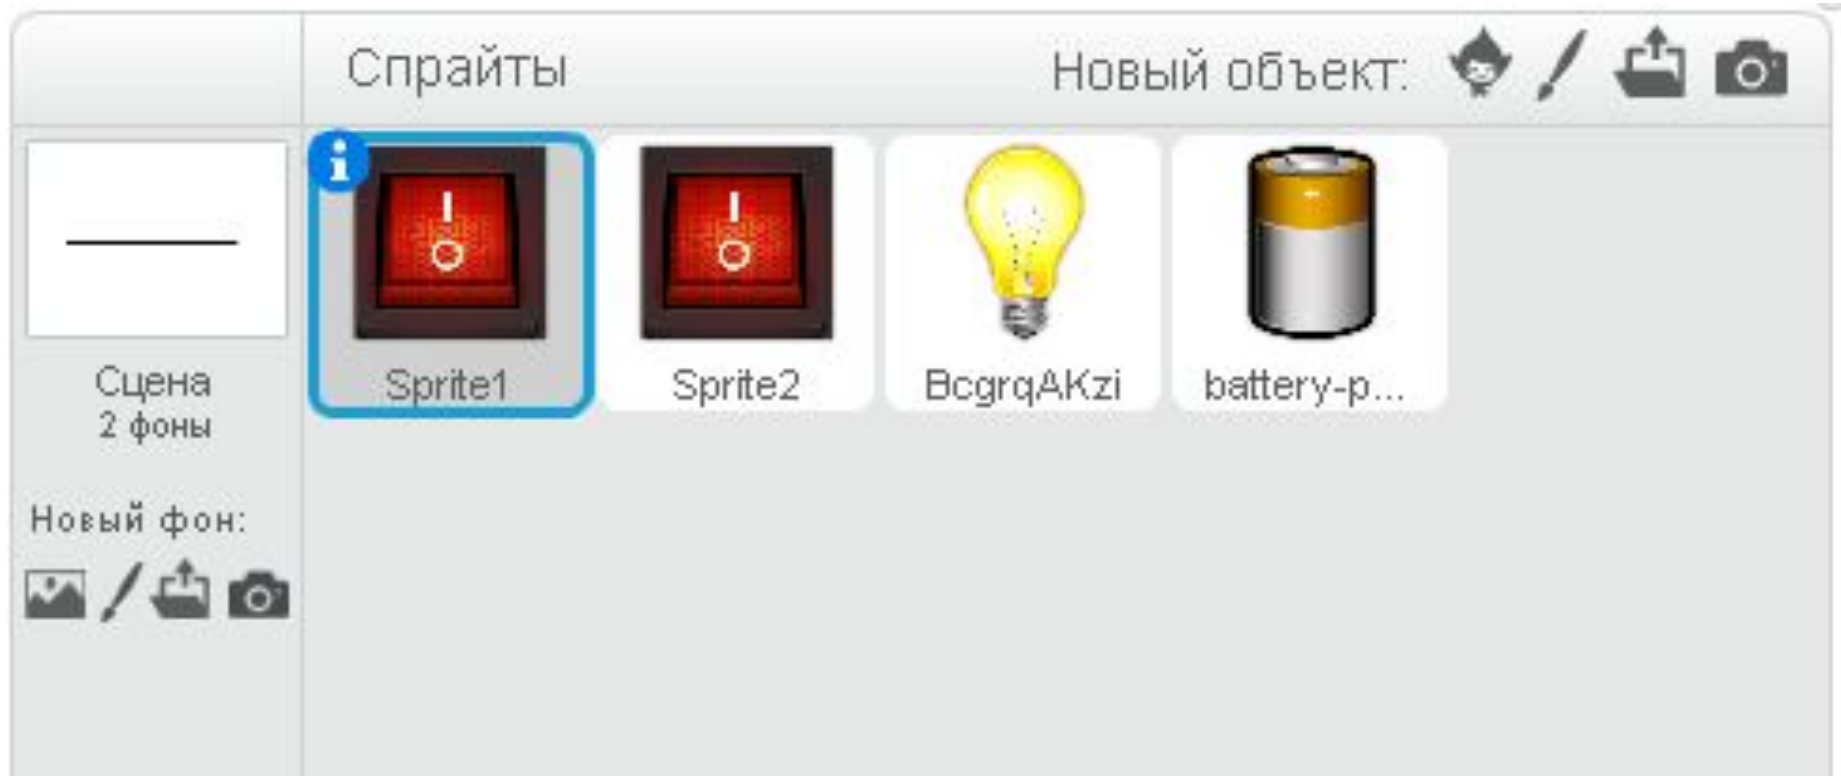 Спрайты
Новый объект:
Sprite1
Sprite2
BcgrqAKzi
battery-p...
Сцена
2 фоны
Новый фон: